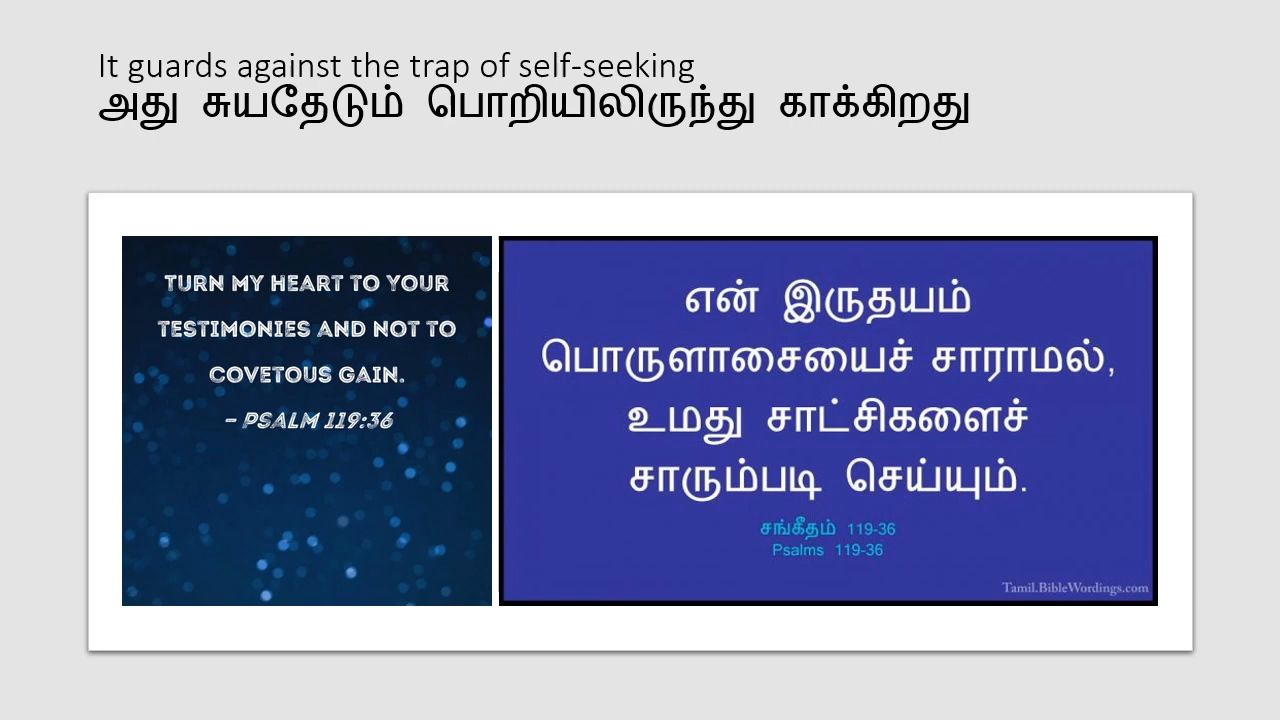 It guards against the trap of self-seeking
அது சுயதேடும் பொறியிலிருந்து காக்கிறது
TURN MY HEART TO YOUR
TESTIMONIES AND NOT TO
COVETOUS GAIN.
– PSALM 119:36
என் இருதயம்
பொருளாசையைச் சாராமல்,
உமது சாட்சிகளைச்
சாரும்படி செய்யும்.
சங்கீதம் 119-36
Psalms 119-36
Tamil.BibleWordings.com